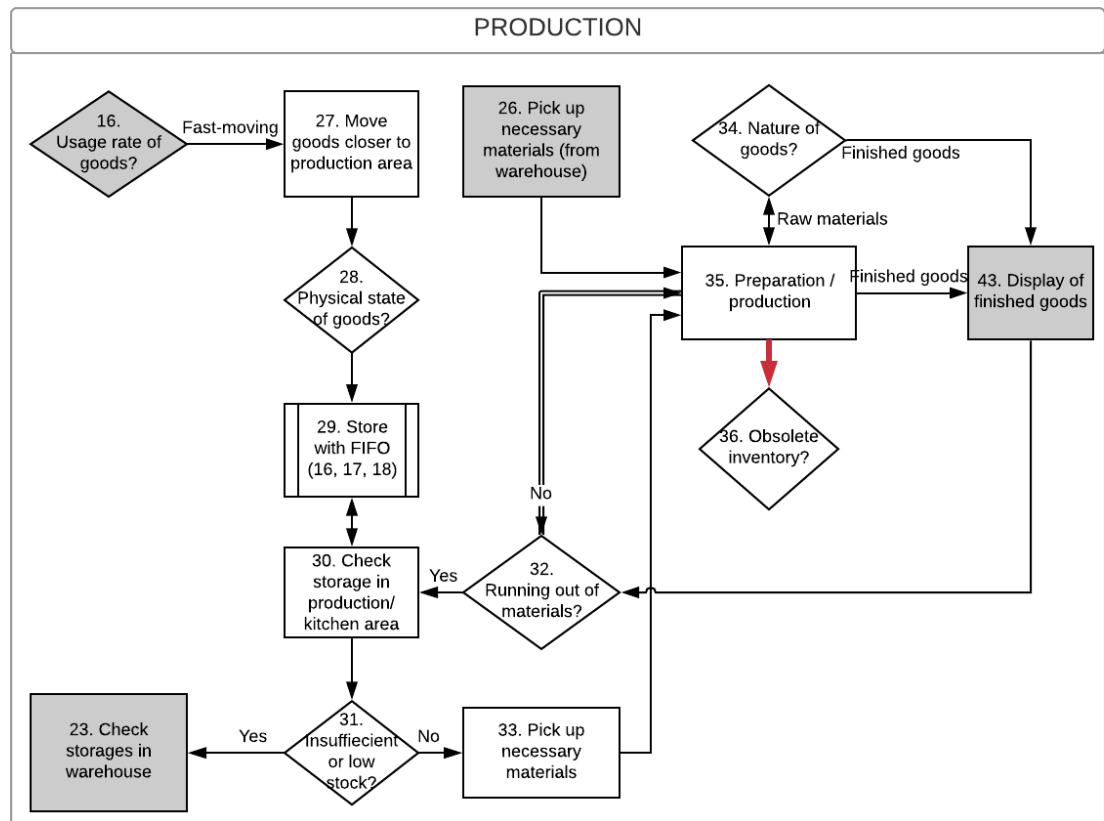 PRODUCTION
16.
Usage rate of
goods?
Fast-moving
27. Move
goods closer to
production area
26. Pick up
necessary
materials (from
warehouse)
34. Nature of
goods?
Finished goods
Raw materials
28.
Physical state
of goods?
35. Preparation /
production
Finished goods
43. Display of
finished goods
29. Store
with FIFO
(16, 17, 18)
36. Obsolete
inventory?
No
30. Check
storage in
production/
kitchen area
Yes
32.
Running out of
materials?
23. Check
storages in
warehouse
Yes
31.
Insuffiecient
or low
stock?
No
33. Pick up
necessary
materials